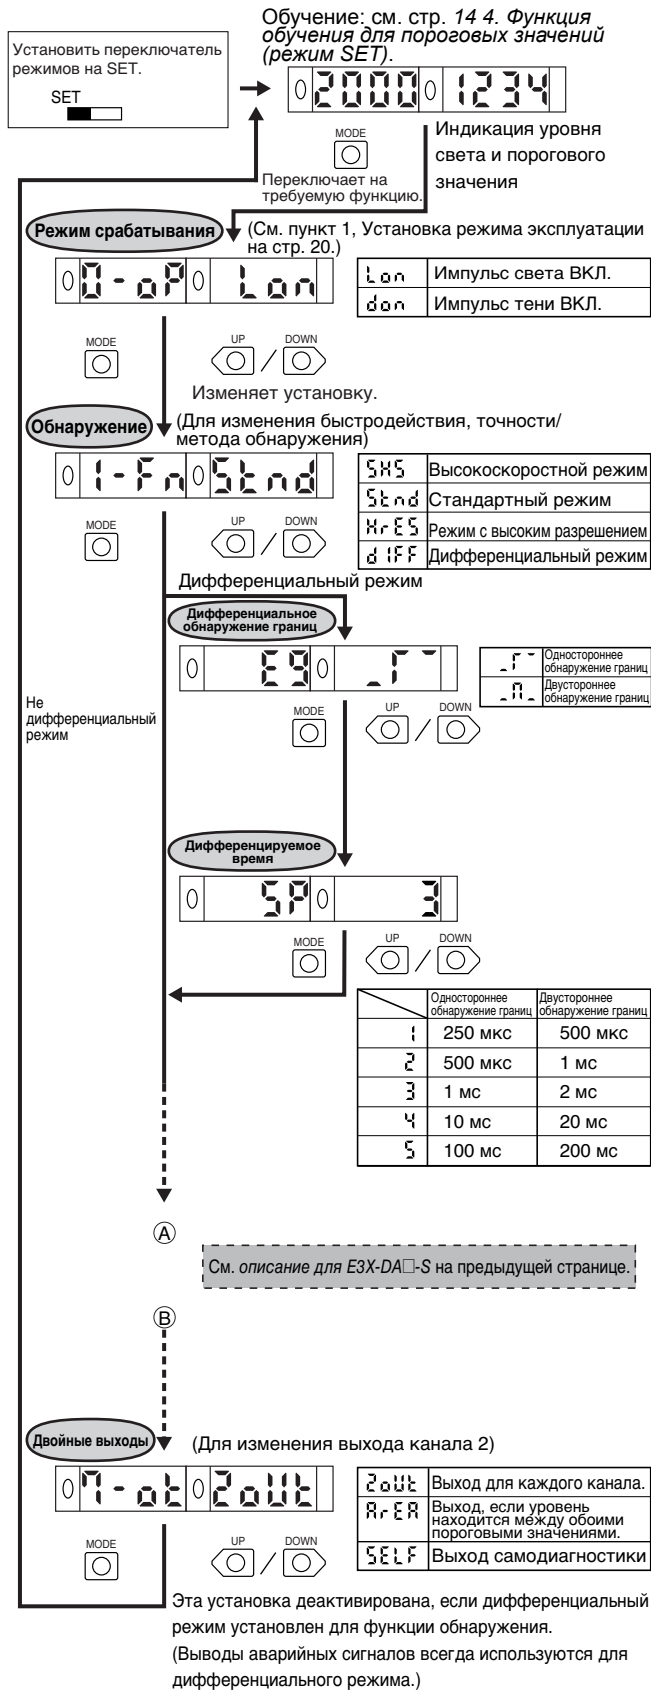 Обучение: см. стр. 14 4. Функция
обучения для пороговых значений
(режим SET).
Установить переключатель
режимов на SET.
SET
2000 1234
MODE
Индикация уровня
света и порогового
значения
Переключает на
требуемую функцию.
Режим срабатывания
(См. пункт 1, Установка режима эксплуатации
на стр. 20.)
0-oP Lon
Lon Импульс света ВКЛ.
don Импульс тени ВКЛ.
MODE UP / DOWN
Изменяет установку.
Обнаружение
(Для изменения быстродействия, точности/
метода обнаружения)
1-Fn Stnd
SHS Высокоскоростной режим
Stnd Стандартный режим
HrES Режим с высоким разрешением
dIFF Дифференциальный режим
MODE UP / DOWN
Дифференциальный режим
Дифференциальное
обнаружение границ
Eg
Одностороннее
обнаружение границ
Двустороннее
обнаружение границ
MODE UP / DOWN
Не
дифференциальный
режим
Дифференцируемое
время
SP 3
MODE UP / DOWN
Одностороннее
обнаружение границ
Двустороннее
обнаружение границ
1 250 мкс 500 мкс
2 500 мкс 1 мс
3 1 мс 2 мс
4 10 мс 20 мс
5 100 мс 200 мс
A
См. описание для E3X-DA□-S на предыдущей странице.
B
Двойные выходы
(Для изменения выхода канала 2)
7-ot 2oUt
2oUt Выход для каждого канала.
ArEA Выход, если уровень
находится между обоими
пороговыми значениями.
SELF Выход самодиагностики
MODE UP / DOWN
Эта установка деактивирована, если дифференциальный
режим установлен для функции обнаружения.
(Выводы аварийных сигналов всегда используются для
дифференциального режима.)